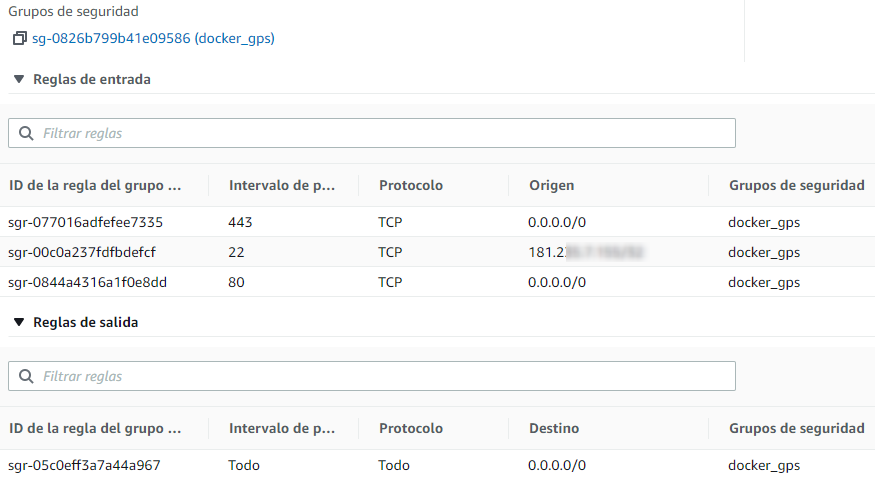 Grupos de seguridad
sg-0826b799b41e09586 (docker_gps)
Reglas de entrada
Filtrar reglas
ID de la regla del grupo ... Intervalo de p... Protocolo Origen Grupos de seguridad
sgr-077016adfefee7335 443 TCP 0.0.0.0/0 docker_gps
sgr-00c0a237fdfbdefcf 22 TCP 181.2 docker_gps
sgr-0844a4316a1f0e8dd 80 TCP 0.0.0.0/0 docker_gps
Reglas de salida
Filtrar reglas
ID de la regla del grupo ... Intervalo de p... Protocolo Destino Grupos de seguridad
sgr-05c0eff3a7a44a967 Todo Todo 0.0.0.0/0 docker_gps